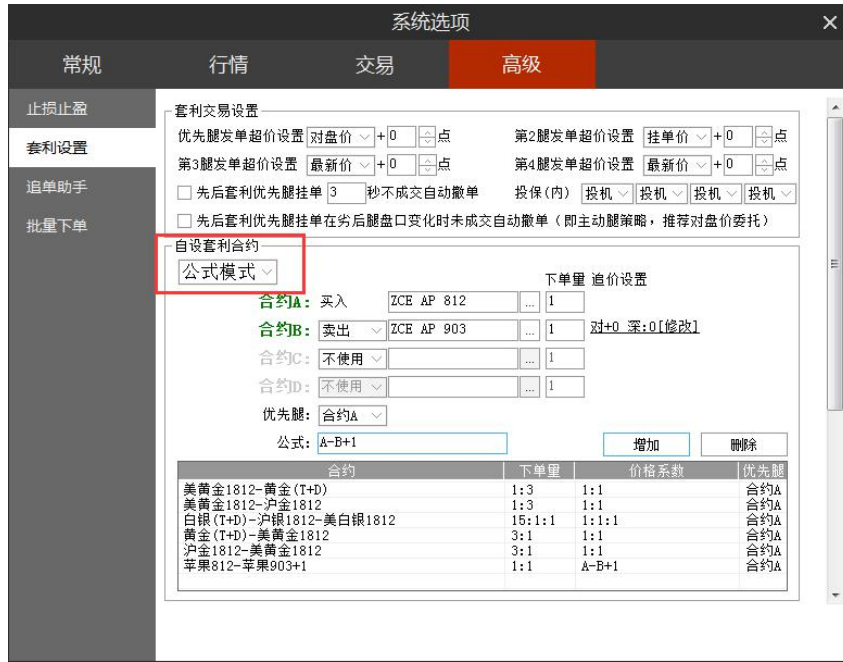 系统选项
常规 行情 交易 高级
止损止盈
套利设置
追单助手
批量下单
套利交易设置
优先腿发单超价设置 对盘价 +0 点 第2腿发单超价设置 挂单价 +0 点
第3腿发单超价设置 最新价 +0 点 第4腿发单超价设置 最新价 +0 点
先后套利优先腿挂单 3 秒不成交自动撤单 投保(内) 投机 投机 投机 投机
先后套利优先腿挂单在劣后腿盘口变化时未成交自动撤单（即主动腿策略，推荐对盘价委托）
自设套利合约
公式模式
下单量 追价设置
合约A: 买入 ZCE AP 812 ... 1
合约B: 卖出 ZCE AP 903 ... 1 对+0 深:0[修改]
合约C: 不使用 ... 1
合约D: 不使用 ... 1
优先腿: 合约A
公式: A-B+1 增加 删除
合约 下单量 价格系数 优先腿
美黄金1812-黄金(T+D) 1:3 1:1 合约A
美黄金1812-沪金1812 1:3 1:1 合约A
白银(T+D)-沪银1812-美白银1812 15:1:1 1:1:1 合约A
黄金(T+D)-美黄金1812 3:1 1:1 合约A
沪金1812-美黄金1812 3:1 1:1 合约A
苹果812-苹果903+1 1:1 A-B+1 合约A